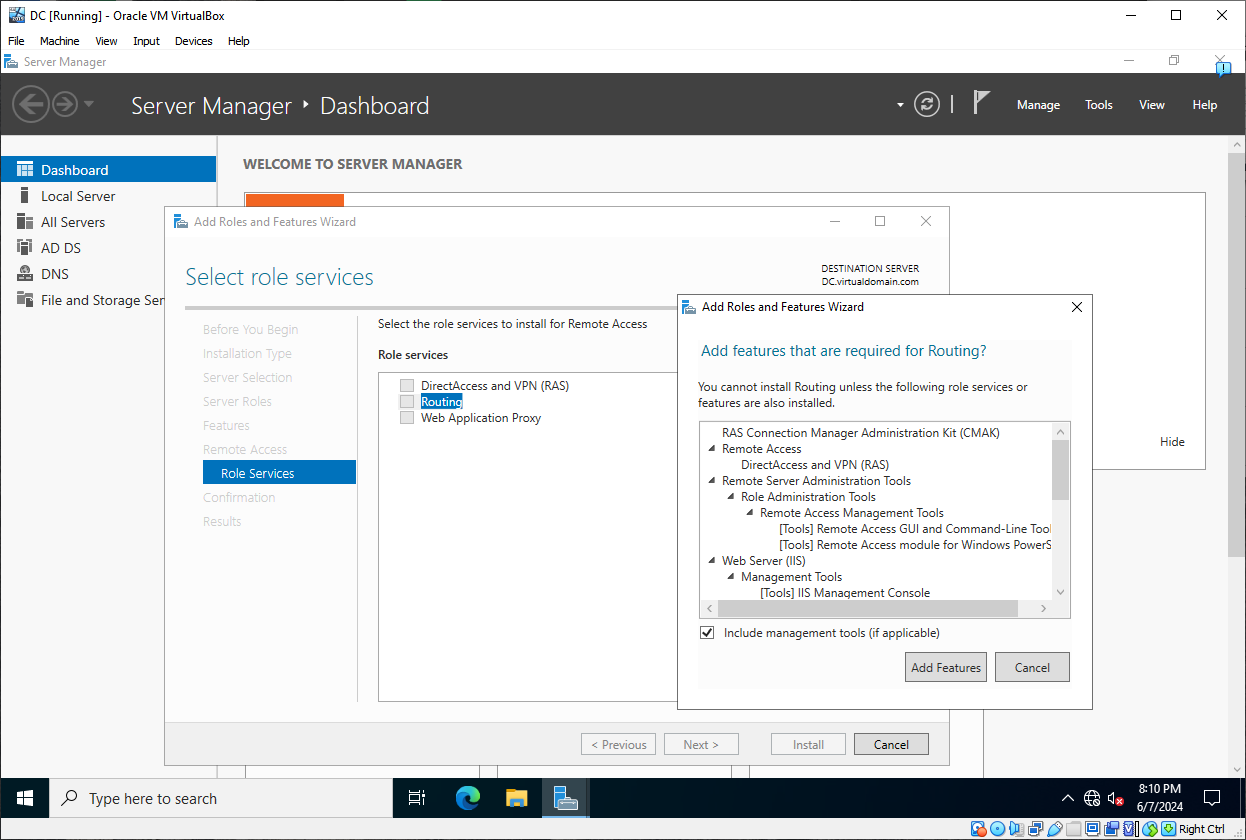 DC [Running] - Oracle VM VirtualBox
File Machine View Input Devices Help
Server Manager
Server Manager Dashboard
Manage Tools View Help
Dashboard
Local Server
All Servers
AD DS
DNS
File and Storage Ser
WELCOME TO SERVER MANAGER
Hide
Add Roles and Features Wizard
Select role services
DESTINATION SERVER
DC.virtualdomain.com
Before You Begin
Installation Type
Server Selection
Server Roles
Features
Remote Access
Role Services
Confirmation
Results
Select the role services to install for Remote Access
Role services
DirectAccess and VPN (RAS)
Routing
Web Application Proxy
< Previous Next > Install Cancel
Add Roles and Features Wizard
Add features that are required for Routing?
You cannot install Routing unless the following role services or
features are also installed.
RAS Connection Manager Administration Kit (CMAK)
Remote Access
DirectAccess and VPN (RAS)
Remote Server Administration Tools
Role Administration Tools
Remote Access Management Tools
[Tools] Remote Access GUI and Command-Line Tool
[Tools] Remote Access module for Windows PowerS
Web Server (IIS)
Management Tools
[Tools] IIS Management Console
Include management tools (if applicable)
Add Features Cancel
Type here to search
8:10 PM
6/7/2024
Right Ctrl